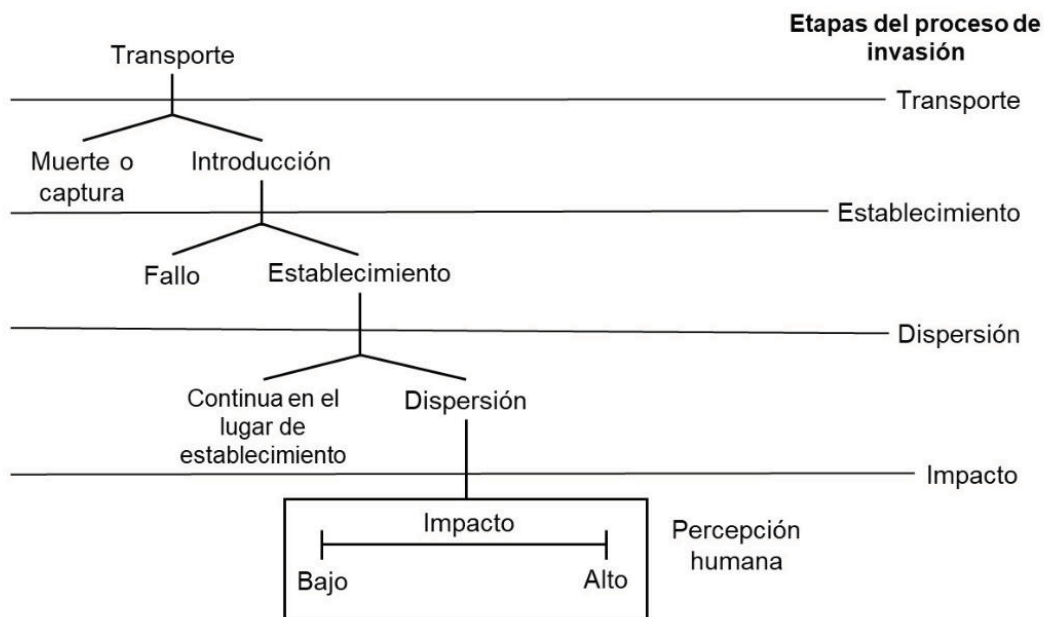 Etapas del proceso de
invasión
Transporte
Transporte
Muerte o
captura
Introducción
Establecimiento
Fallo
Establecimiento
Dispersión
Continua en el
lugar de
establecimiento
Dispersión
Impacto
Impacto
Bajo
Alto
Percepción
humana